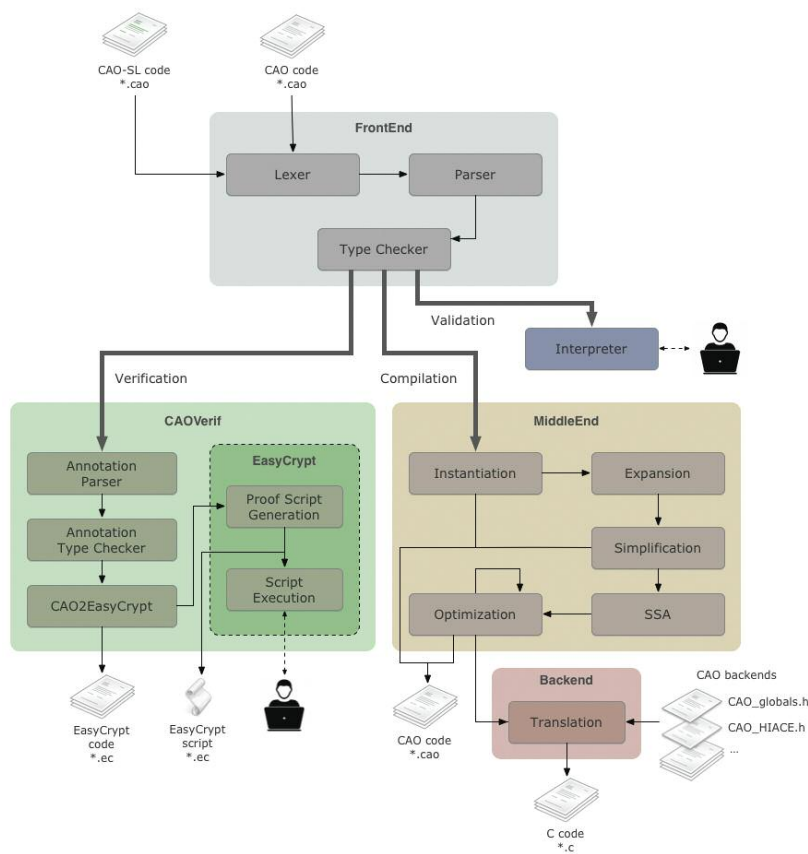 CAO-SL code
*.cao
CAO code
*.cao
FrontEnd
Lexer
Parser
Type Checker
Validation
Interpreter
Verification
Compilation
CAOVerif
Annotation
Parser
Annotation
Type Checker
CAO2EasyCrypt
EasyCrypt
Proof Script
Generation
Script
Execution
MiddleEnd
Instantiation
Expansion
Simplification
Optimization
SSA
EasyCrypt
code
*.ec
EasyCrypt
script
*.ec
CAO code
*.cao
Backend
Translation
CAO backends
CAO_globals.h
CAO_HIACE.h
...
C code
*.c